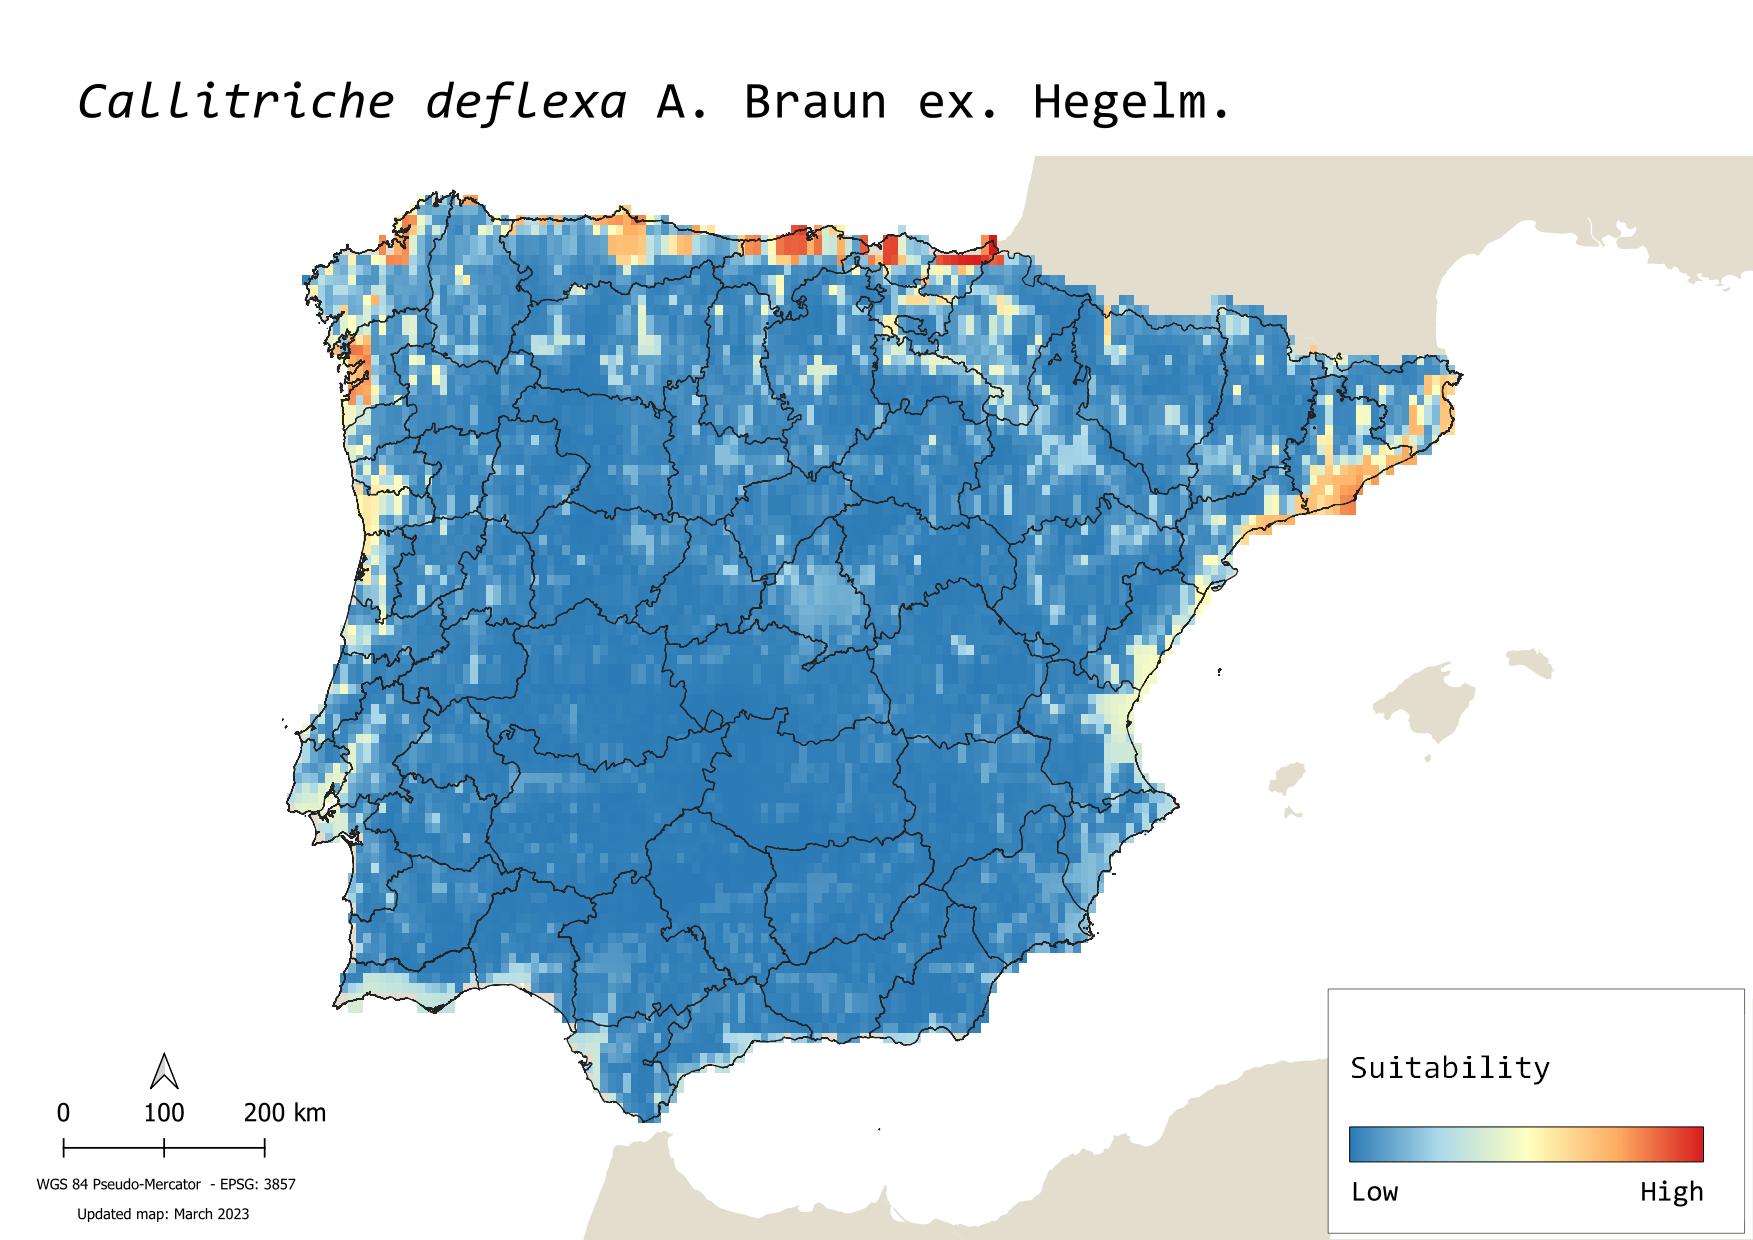 Callitriche deflexa A. Braun ex. Hegelm.
Suitability
Low High
0 100 200 km
WGS 84 Pseudo-Mercator - EPSG: 3857
Updated map: March 2023